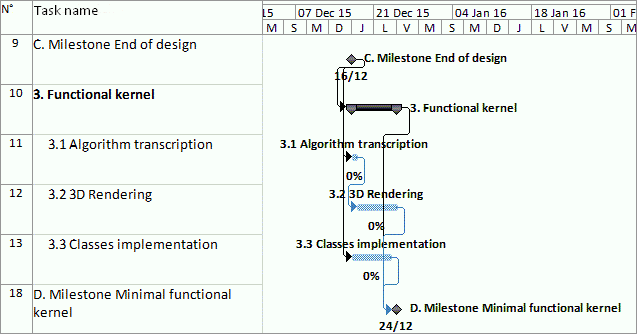 N° Task name 15 07 Dec 15 21 Dec 15 04 Jan 16 18 Jan 16 01 F
M S V M D J L V M S M D J L V M
9 C. Milestone End of design C. Milestone End of design
16/12
10 3. Functional kernel 3. Functional kernel
11 3.1 Algorithm transcription 3.1 Algorithm transcription
0%
12 3.2 3D Rendering 3.2 3D Rendering
0%
13 3.3 Classes implementation 3.3 Classes implementation
0%
18 D. Milestone Minimal functional D. Milestone Minimal functional kernel
kernel
24/12